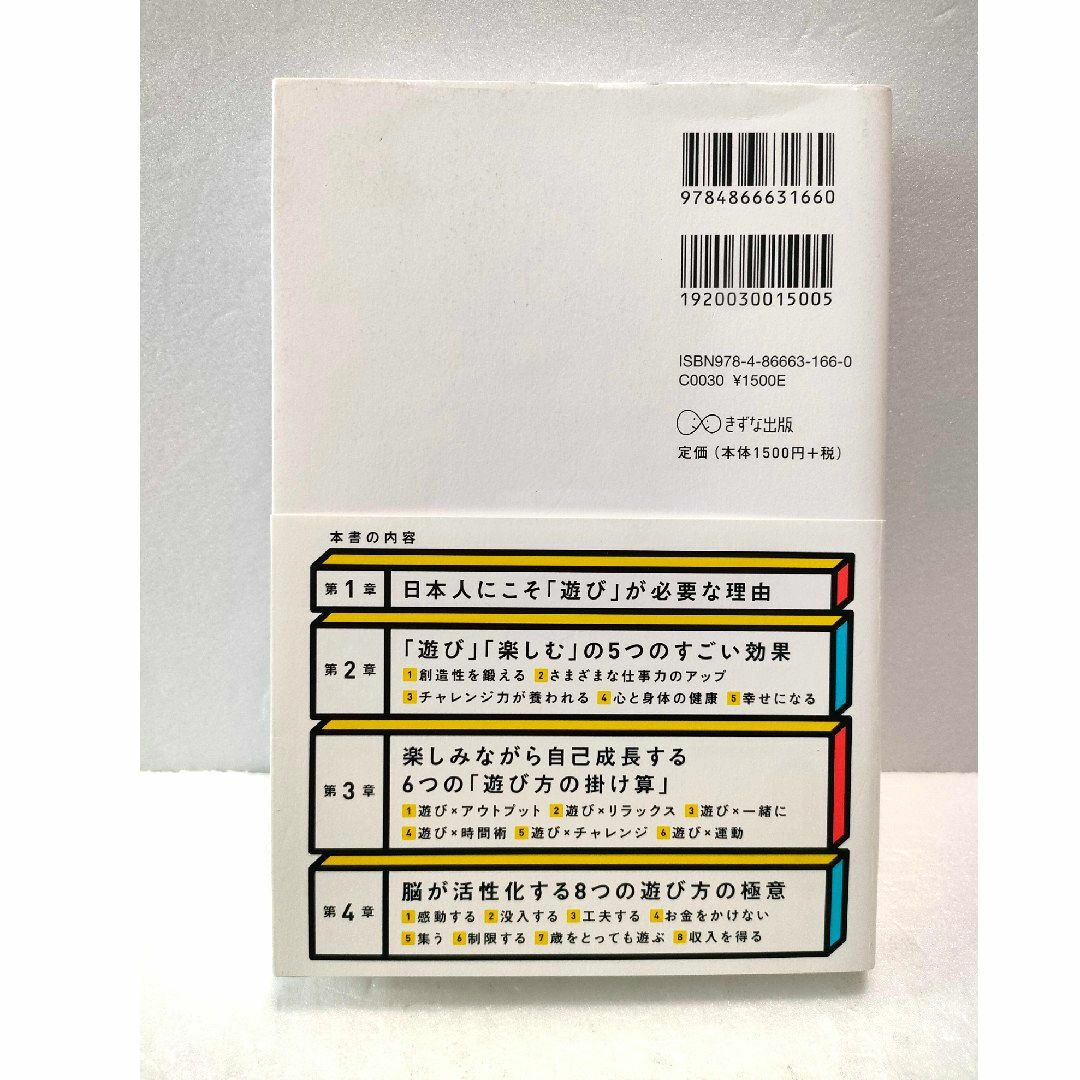 9784866631660
1920030015005
ISBN978-4-86663-166-0
C0030 ¥1500E
きずな出版
定価（本体1500円＋税）
本書の内容
第1章 日本人にこそ「遊び」が必要な理由
第2章 「遊び」「楽しむ」の5つのすごい効果
1 創造性を鍛える 2 さまざまな仕事力のアップ
3 チャレンジ力が養われる 4 心と身体の健康 5 幸せになる
第3章 楽しみながら自己成長する
6つの「遊び方の掛け算」
1 遊び×アウトプット 2 遊び×リラックス 3 遊び×一緒に
4 遊び×時間術 5 遊び×チャレンジ 6 遊び×運動
第4章 脳が活性化する8つの遊び方の極意
1 感動する 2 没入する 3 工夫する 4 お金をかけない
5 集う 6 制限する 7 歳をとっても遊ぶ 8 収入を得る